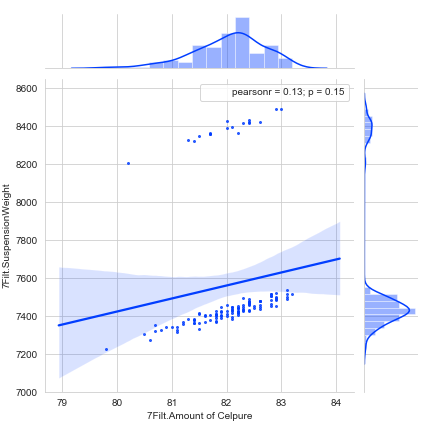 pearsonr = 0.13; p = 0.15
8600
8400
8200
8000
7800
7600
7400
7200
7000
7Filt.SuspensionWeight
79 80 81 82 83 84
7Filt.Amount of Celpure